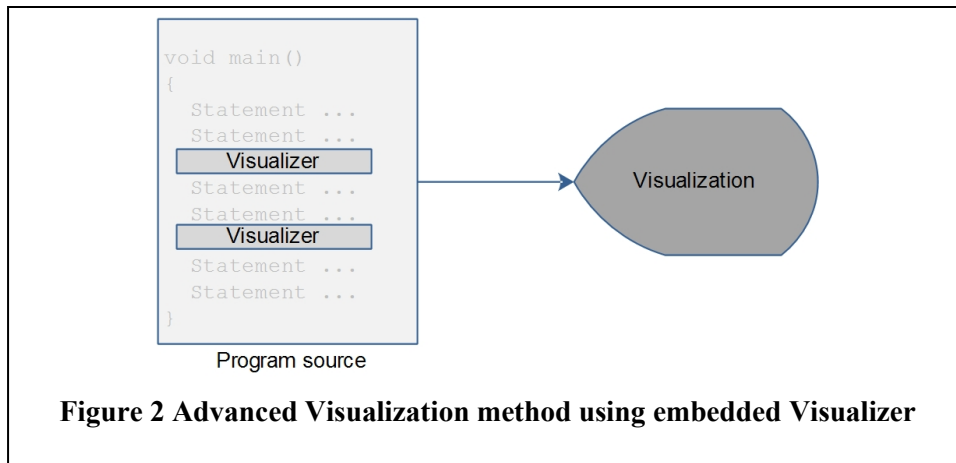 void main()
{
Statement ...
Statement ...
Visualizer
Statement ...
Statement ...
Visualizer
Statement ...
Statement ...
}
Program source
Visualization
Figure 2 Advanced Visualization method using embedded Visualizer